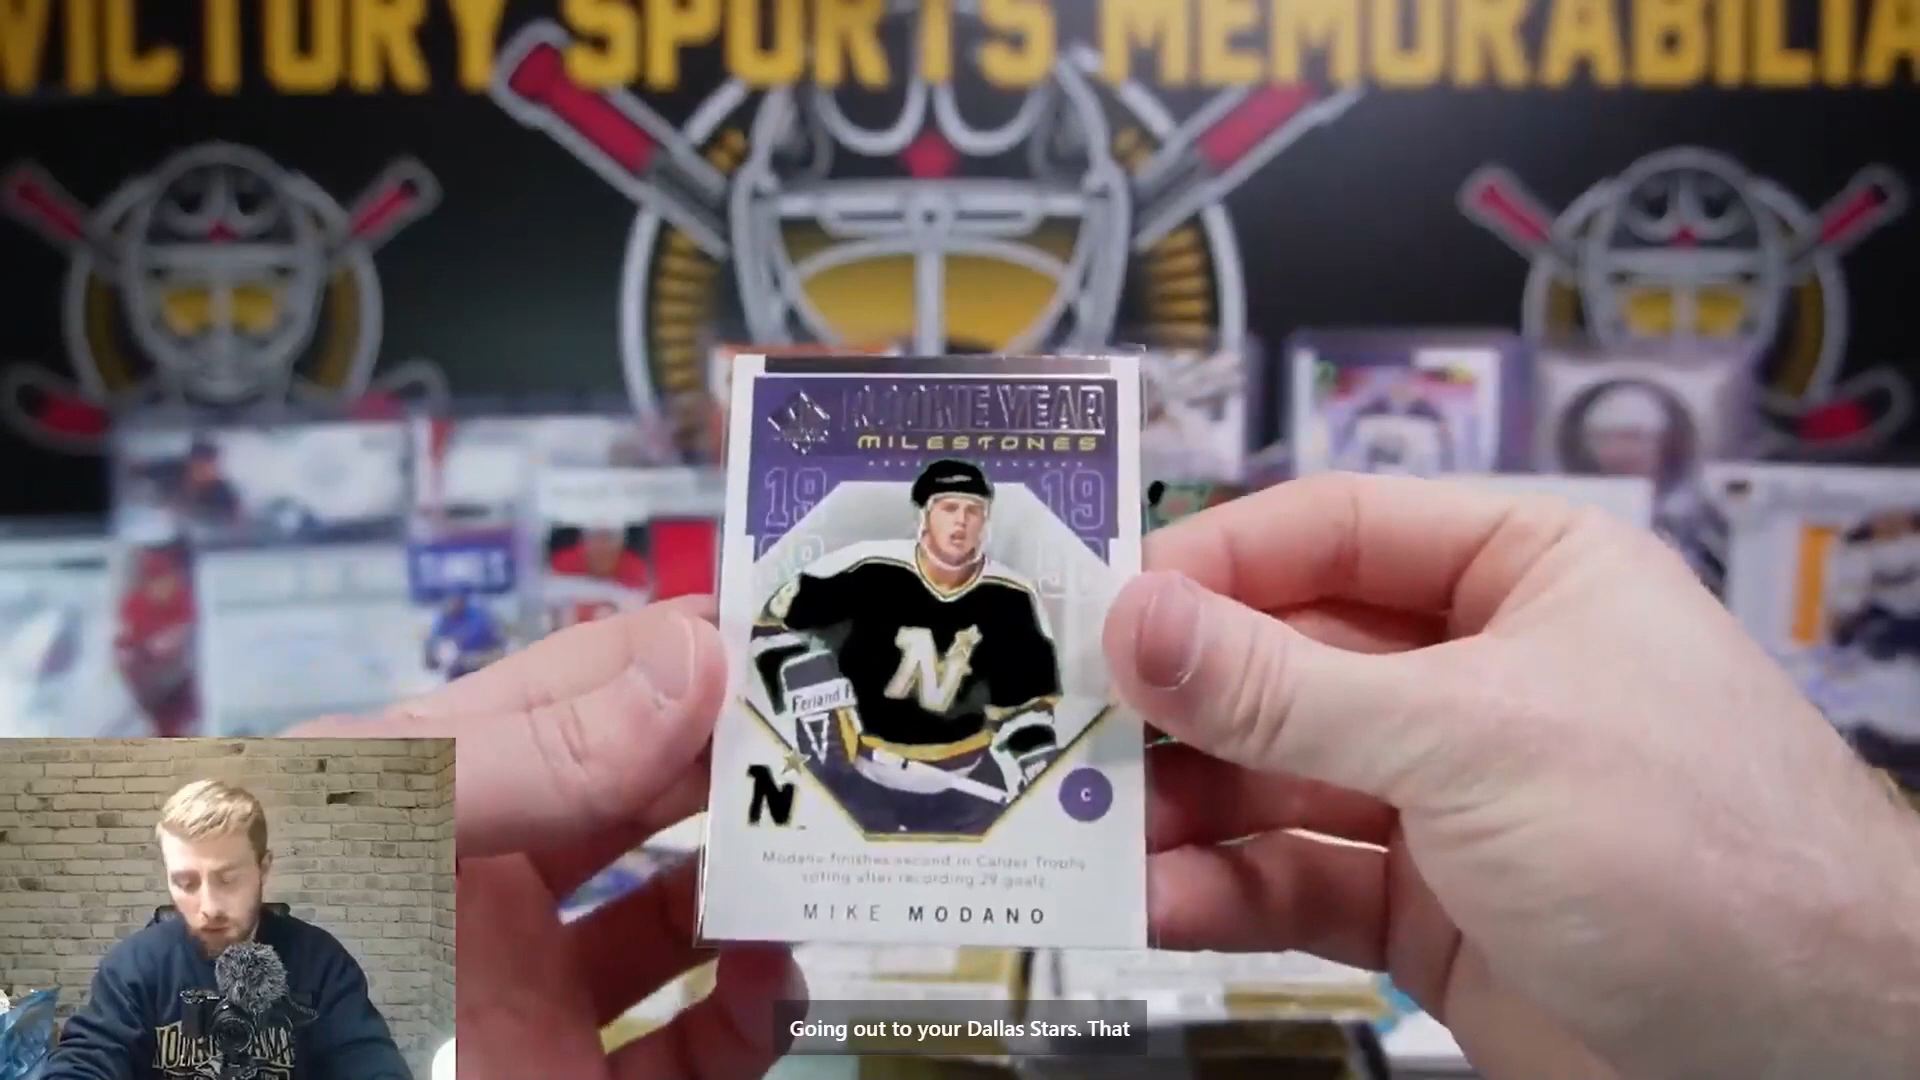 VICTORY SPORTS MEMORABILIA
ROOKIE YEAR
MILESTONES
19 19
N
Ferland
N
C
Modano finishes second in Calder Trophy
voting after recording 29 goals.
MIKE MODANO
Going out to your Dallas Stars. That